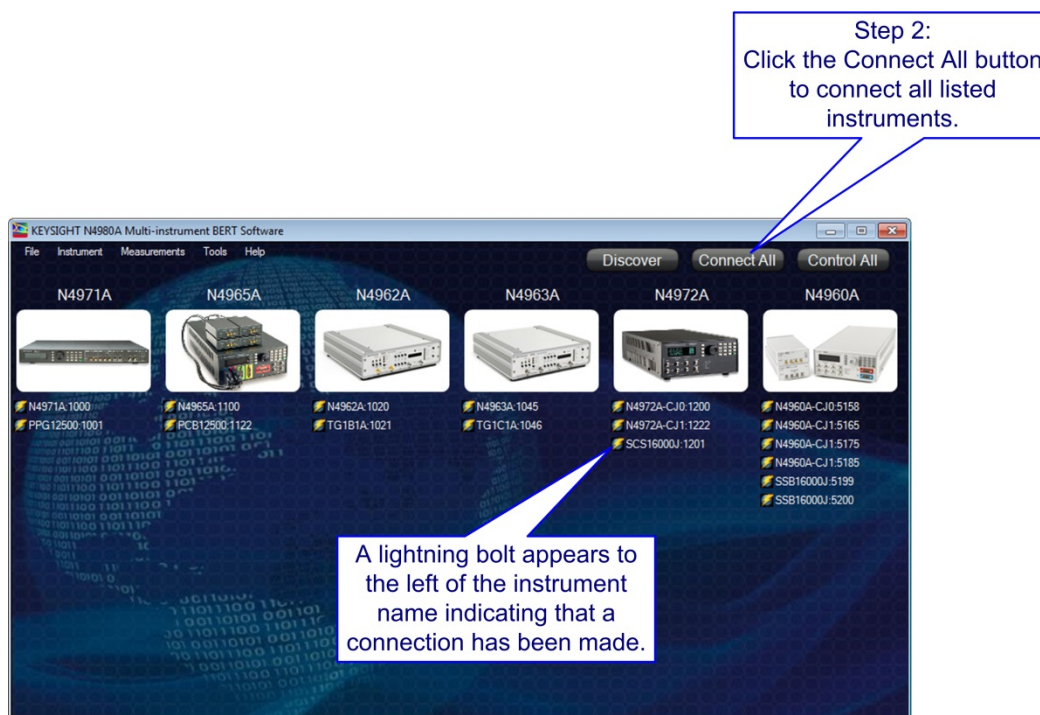 Step 2:
Click the Connect All button
to connect all listed
instruments.
KEYSIGHT N4980A Multi-instrument BERT Software
File Instrument Measurements Tools Help
Discover Connect All Control All
N4971A N4965A N4962A N4963A N4972A N4960A
N4971A:1000 N4965A:1100 N4962A:1020 N4963A:1045 N4972A-CJ0:1200 N4960A-CJ0:5158
PPG12500:1001 PCB12500:1122 TG1B1A:1021 TG1C1A:1046 N4972A-CJ1:1222 N4960A-CJ1:5165
SCS16000J:1201 N4960A-CJ1:5175
N4960A-CJ1:5185
SSB16000J:5199
SSB16000J:5200
A lightning bolt appears to
the left of the instrument
name indicating that a
connection has been made.